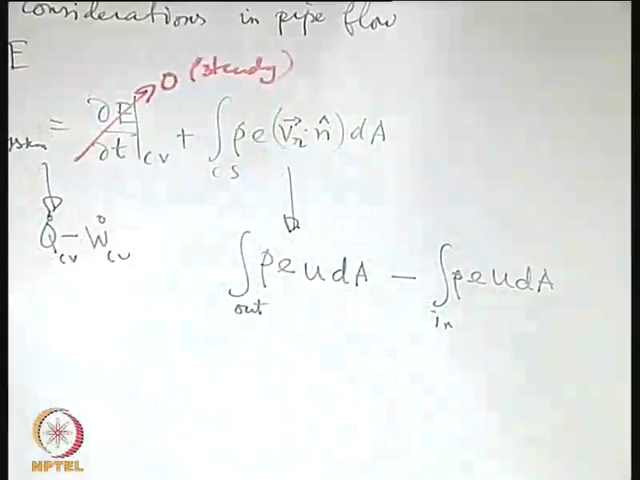 considerations in pipe flow
E
= ∂E/∂t|CV → 0 (steady) + ∫CS ρe(v⃗r·n̂)dA
Q̇CV − ẆCV
∫out ρeudA − ∫in ρeudA
NPTEL